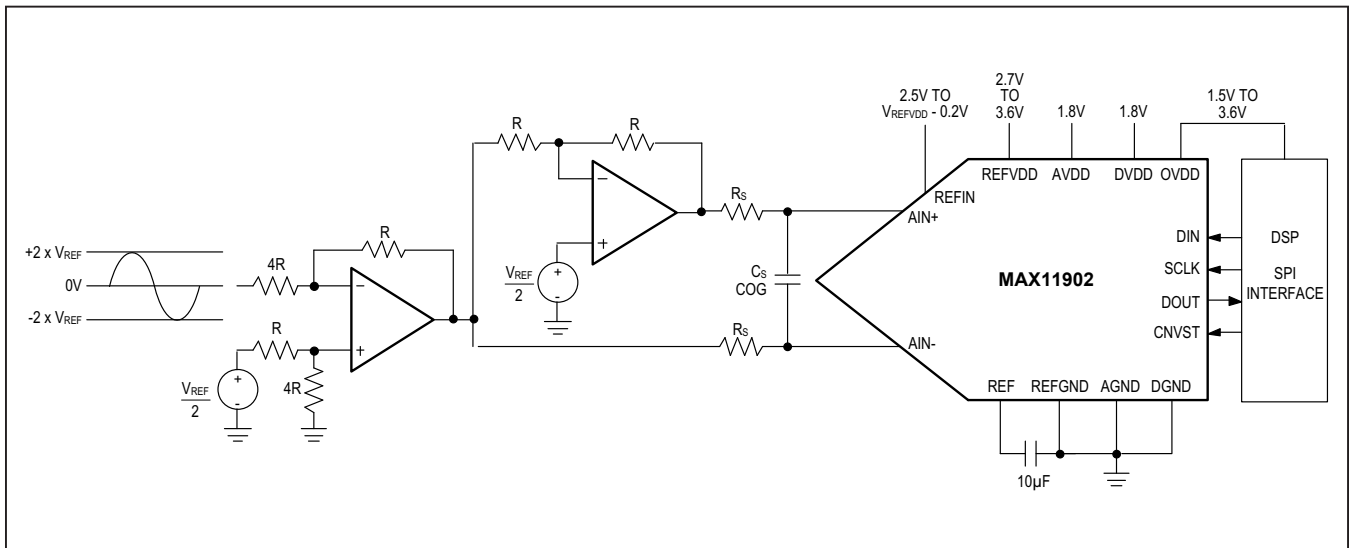 +2 x VREF
0V
-2 x VREF
4R
R
-
+
R
4R
+
-
VREF
2
R
R
-
+
+
-
VREF
2
RS
RS
CS
COG
2.5V TO
VREFVDD - 0.2V
2.7V
TO
3.6V
1.8V
1.8V
1.5V TO
3.6V
REFVDD
AVDD
DVDD
OVDD
REFIN
AIN+
AIN-
MAX11902
DIN
SCLK
DOUT
CNVST
REF
REFGND
AGND
DGND
10µF
DSP
SPI
INTERFACE